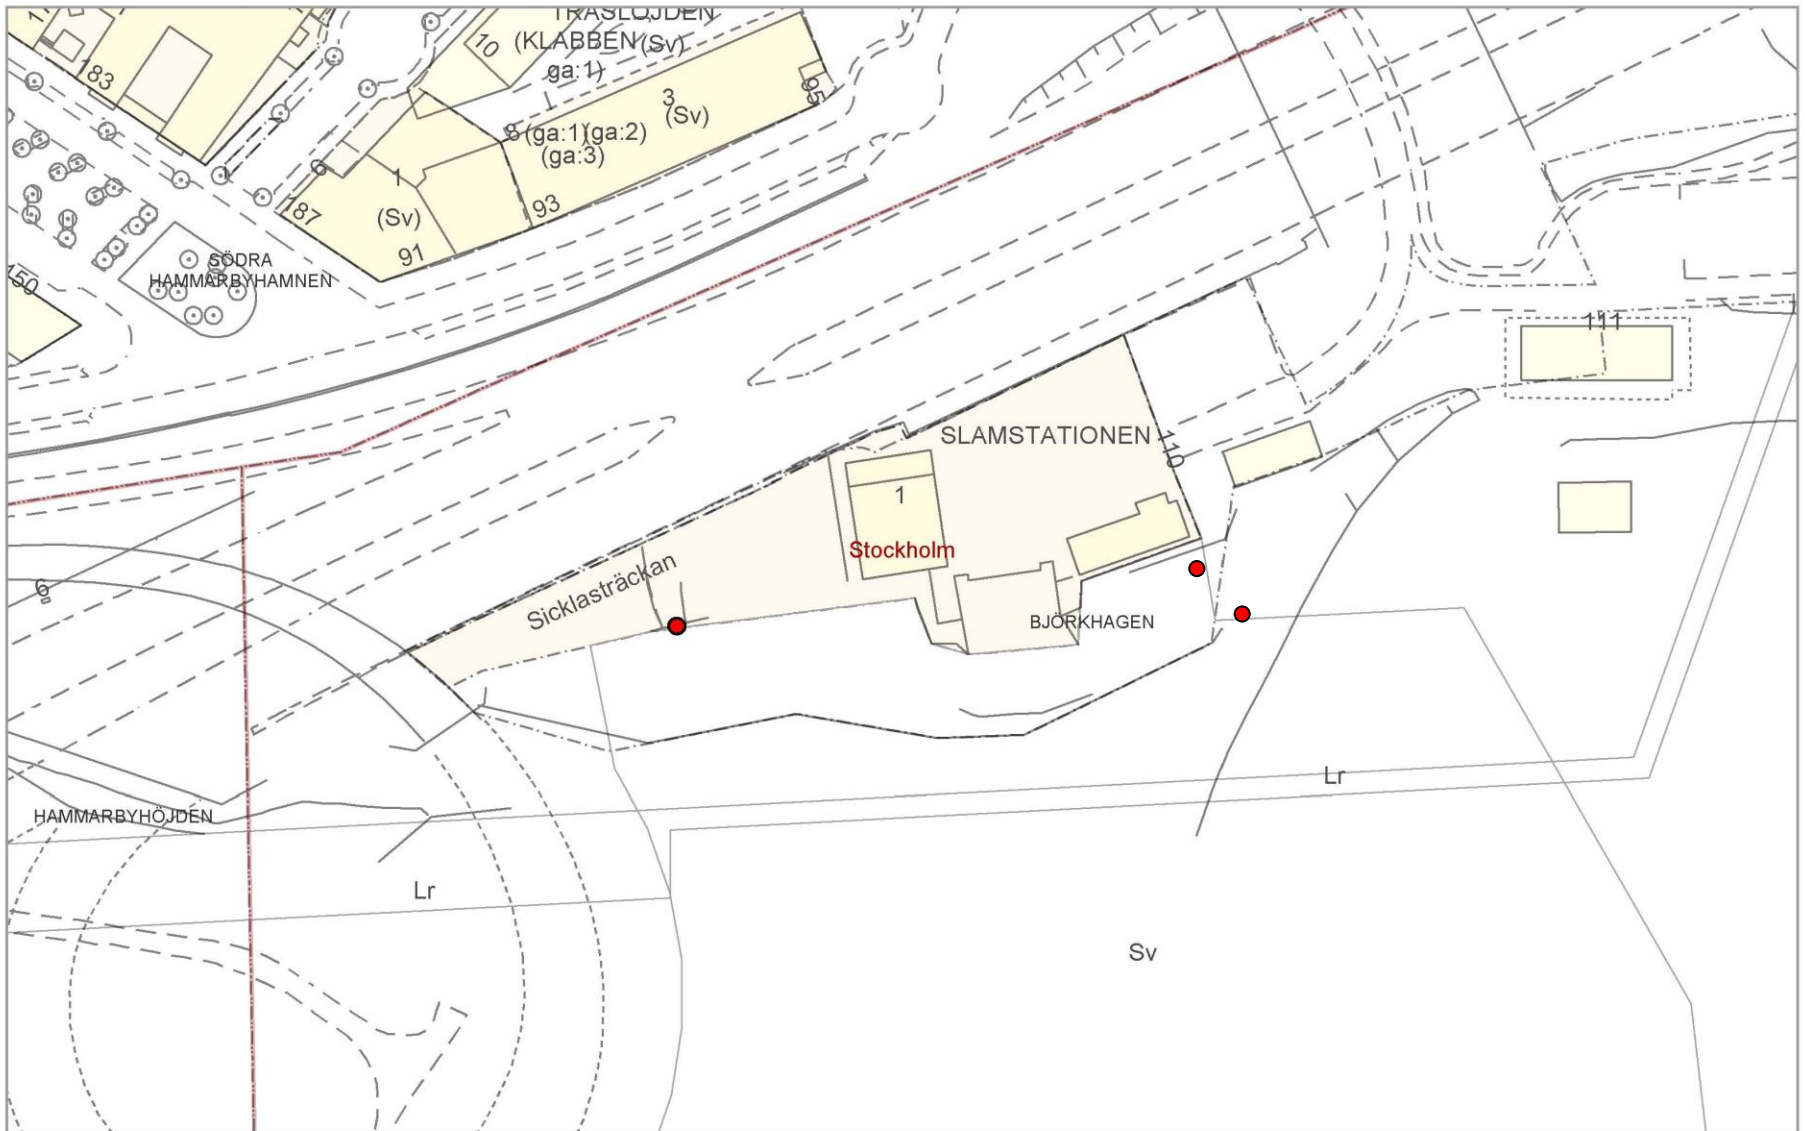 TRÄSLÖJDEN
(KLABBEN (Sv)
ga:1)
10
183
3
(Sv)
95
8 (ga:1)(ga:2)
(ga:3)
6
1
(Sv)
187
93
91
SÖDRA
HAMMARBYHAMNEN
150
111
SLAMSTATIONEN
110
1
Stockholm
Sicklasträckan
6
BJÖRKHAGEN
Lr
HAMMARBYHÖJDEN
Lr
Sv